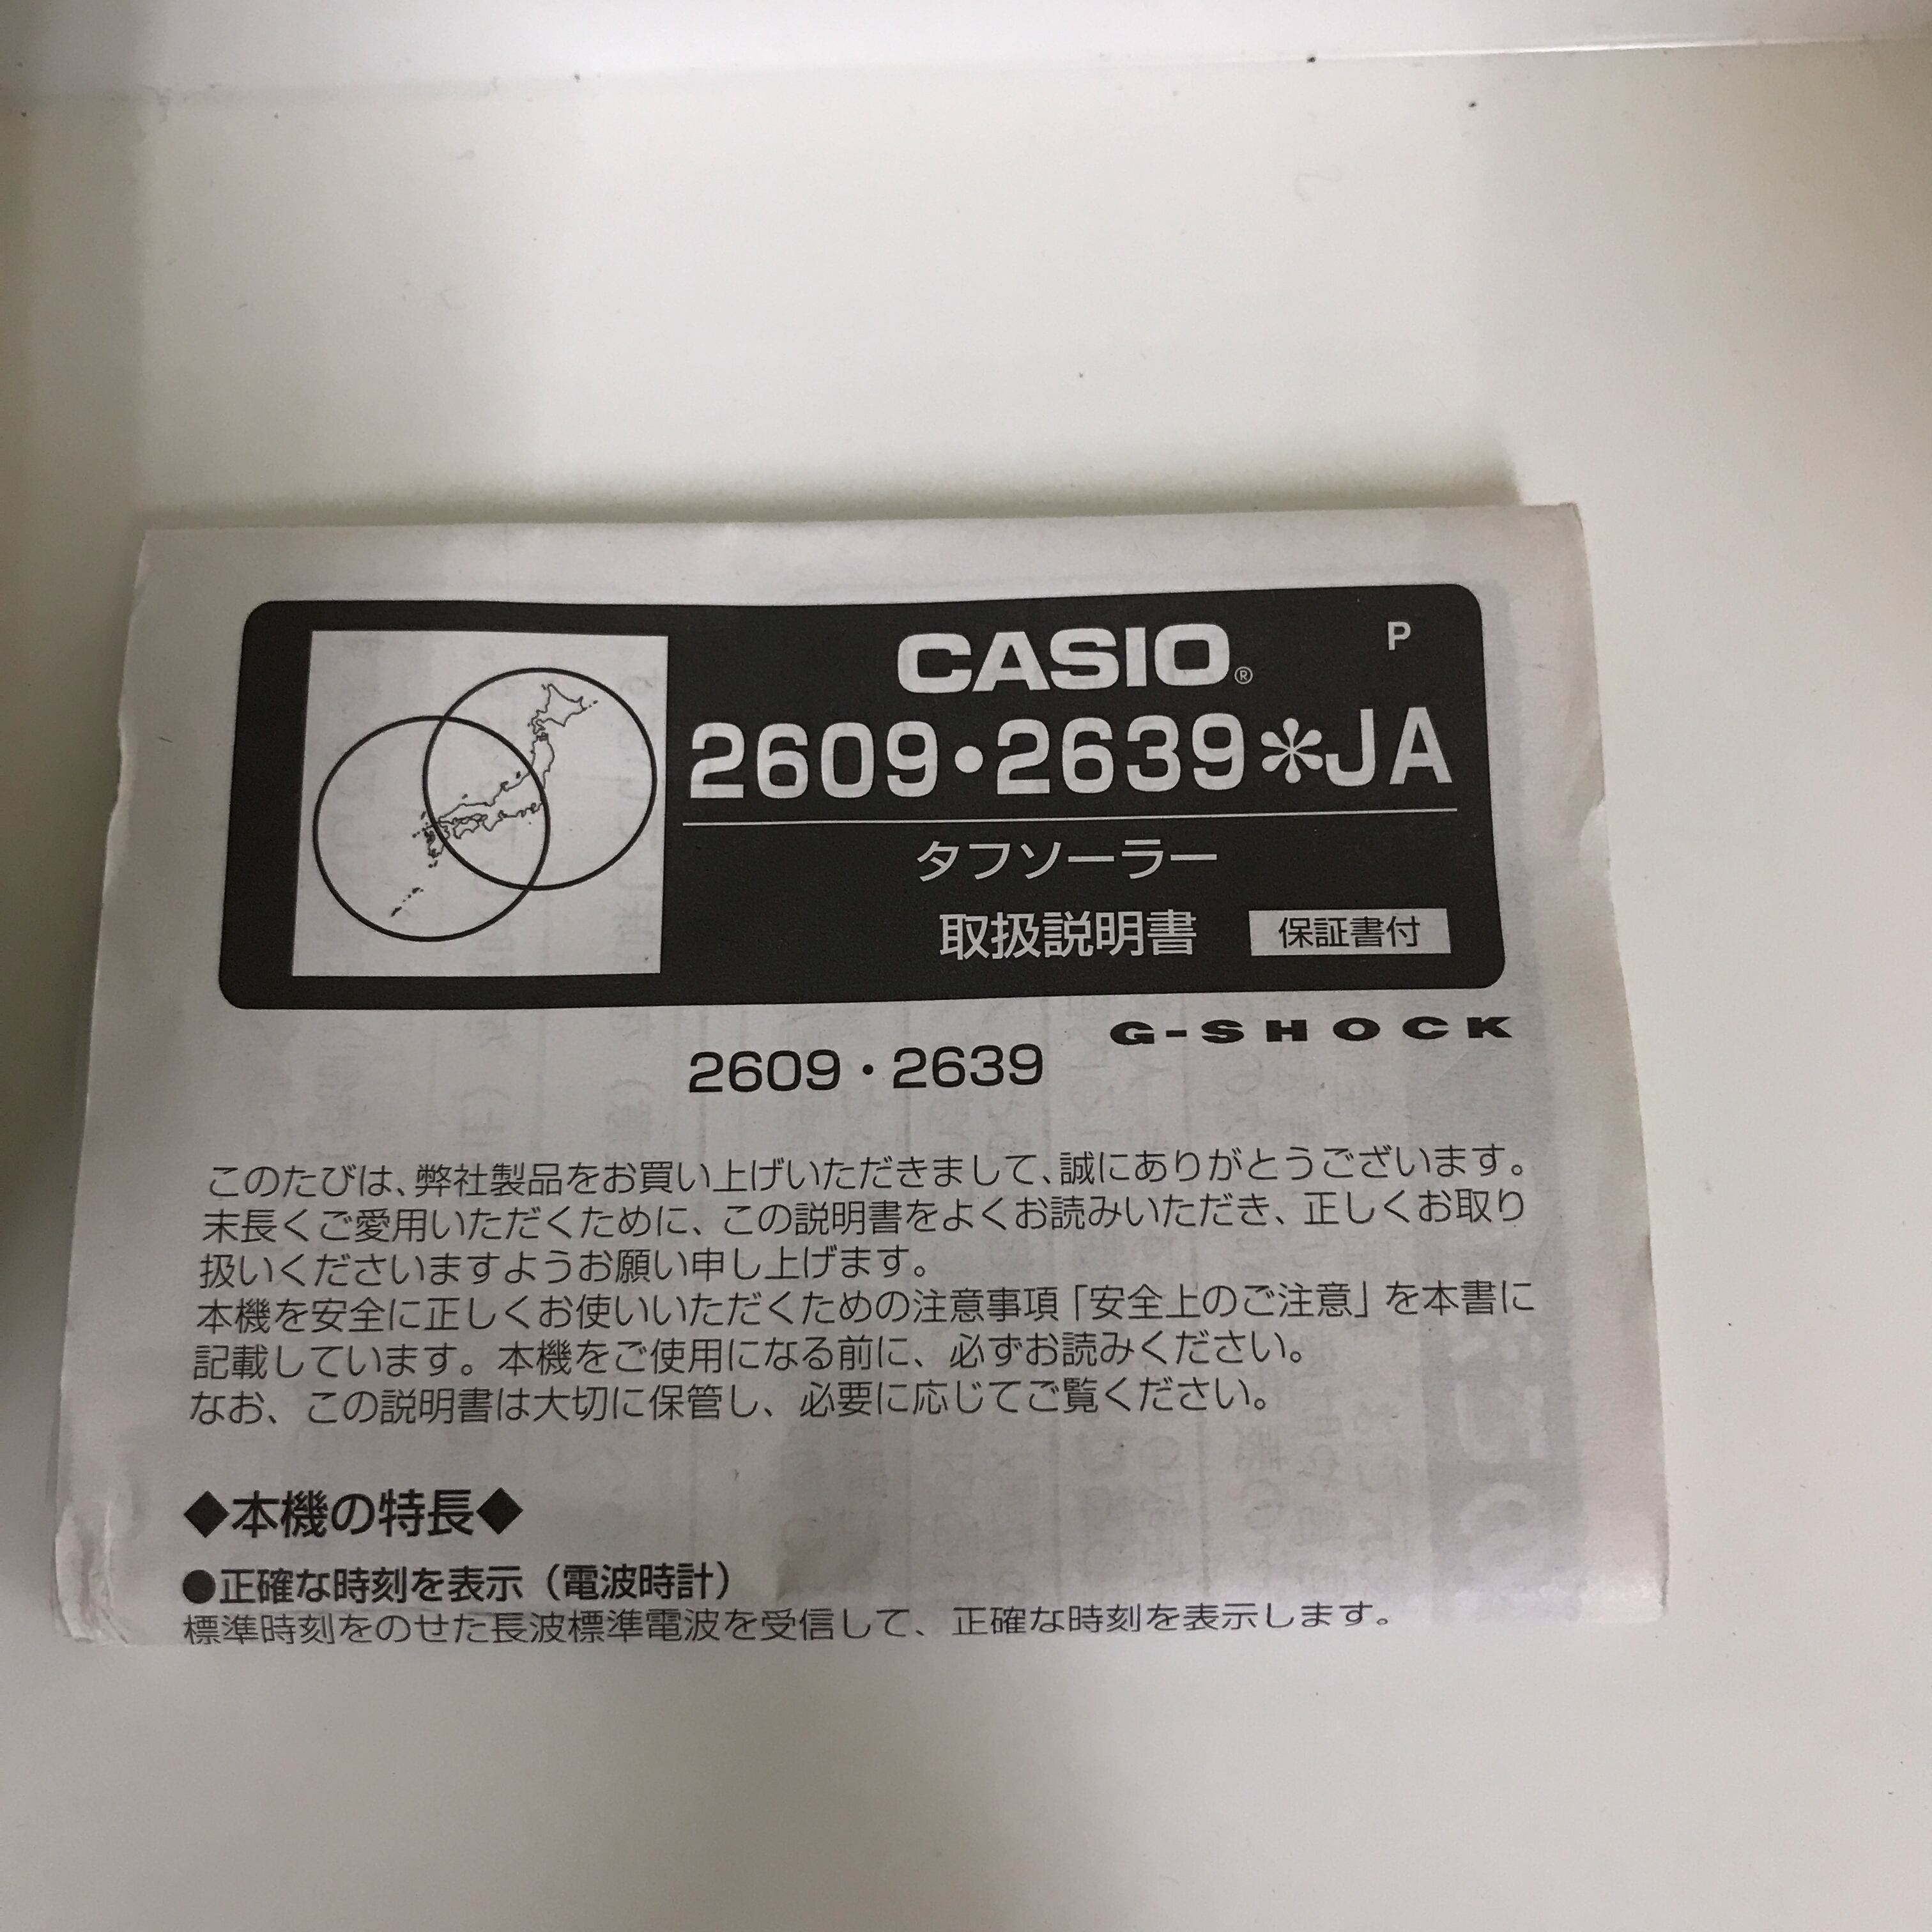 CASIO®
P
2609・2639✽JA
タフソーラー
取扱説明書 保証書付
G-SHOCK
2609・2639
このたびは、弊社製品をお買い上げいただきまして、誠にありがとうございます。
末長くご愛用いただくために、この説明書をよくお読みいただき、正しくお取り
扱いくださいますようお願い申し上げます。
本機を安全に正しくお使いいただくための注意事項「安全上のご注意」を本書に
記載しています。本機をご使用になる前に、必ずお読みください。
なお、この説明書は大切に保管し、必要に応じてご覧ください。
◆本機の特長◆
●正確な時刻を表示（電波時計）
標準時刻をのせた長波標準電波を受信して、正確な時刻を表示します。